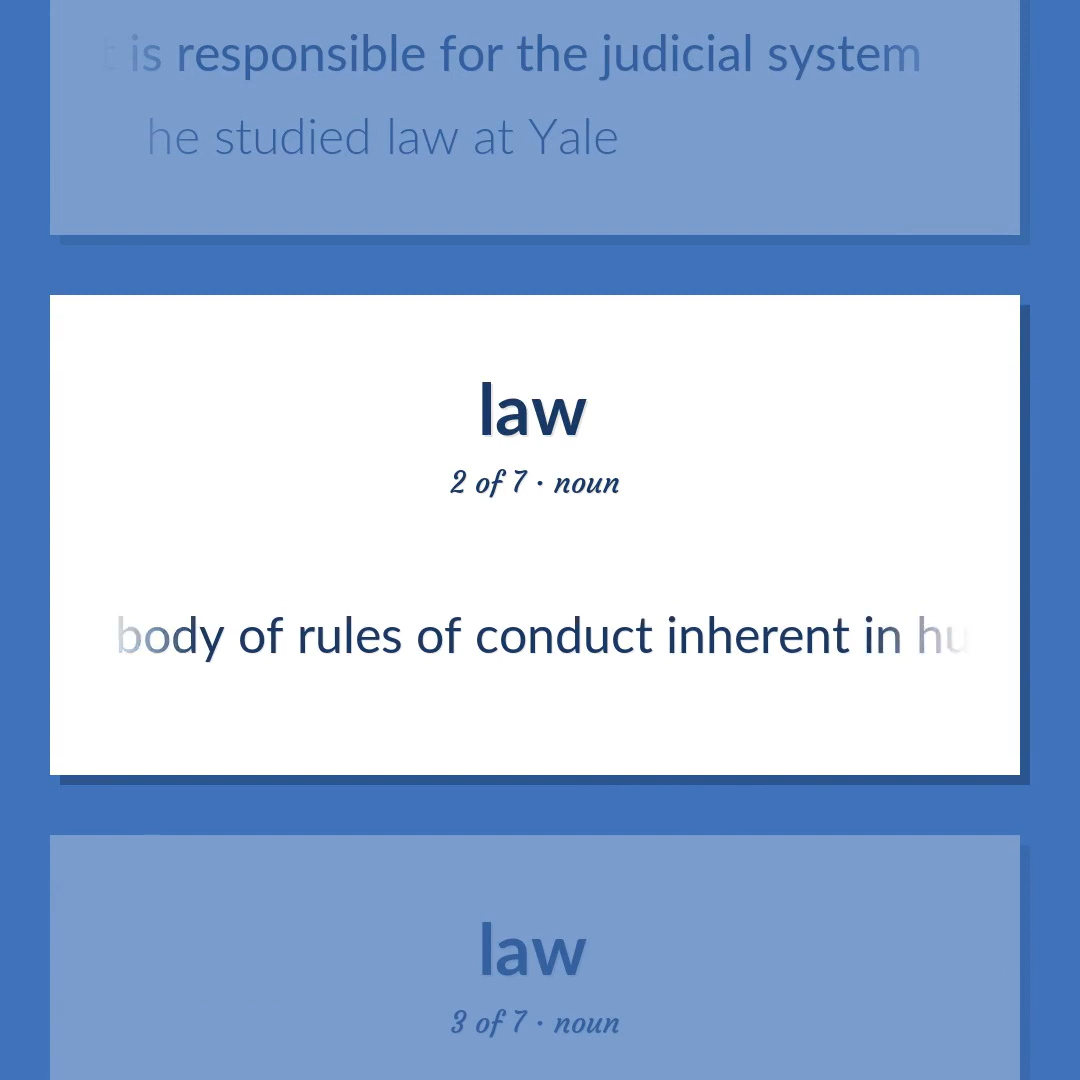 is responsible for the judicial system
he studied law at Yale
law
2 of 7 · noun
body of rules of conduct inherent in
law
3 of 7 · noun